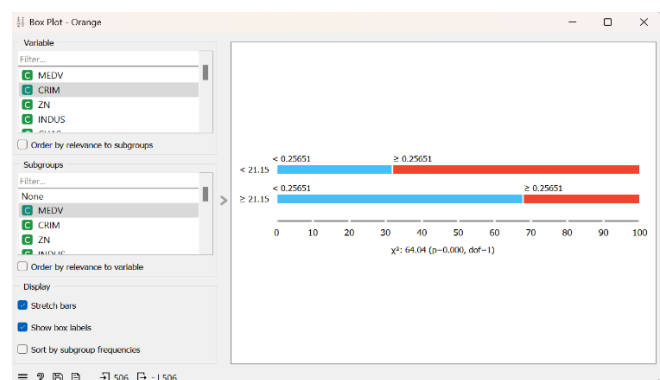 Box Plot - Orange
Variable
Filter...
C MEDV
C CRIM
C ZN
C INDUS
Order by relevance to subgroups
Subgroups
Filter...
None
C MEDV
C CRIM
C ZN
Order by relevance to variable
Display
Stretch bars
Show box labels
Sort by subgroup frequencies
506
- | 506
< 0.25651 ≥ 0.25651
< 21.15
< 0.25651 ≥ 0.25651
≥ 21.15
0 10 20 30 40 50 60 70 80 90 100
χ²: 64.04 (p=0.000, dof=1)